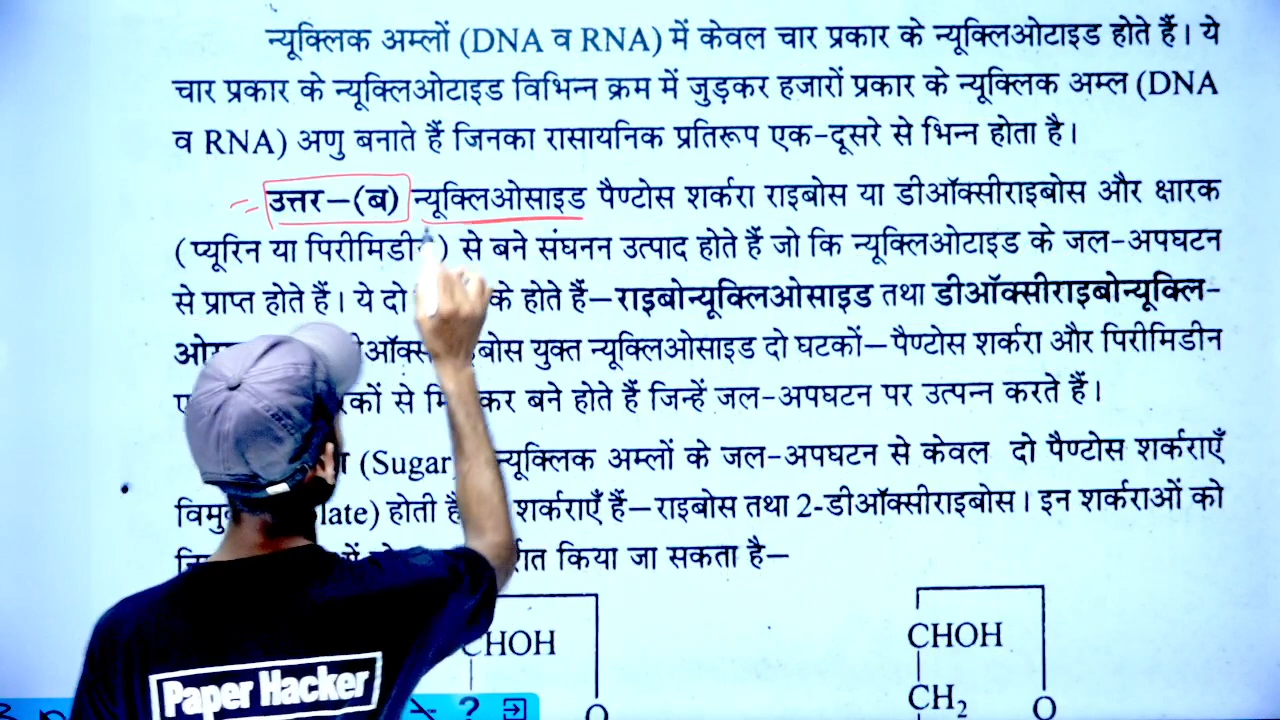 न्यूक्लिक अम्लों (DNA व RNA) में केवल चार प्रकार के न्यूक्लिओटाइड होते हैं। ये
चार प्रकार के न्यूक्लिओटाइड विभिन्न क्रम में जुड़कर हजारों प्रकार के न्यूक्लिक अम्ल (DNA
व RNA) अणु बनाते हैं जिनका रासायनिक प्रतिरूप एक-दूसरे से भिन्न होता है।
उत्तर–(ब) न्यूक्लिओसाइड पैण्टोस शर्करा राइबोस या डीऑक्सीराइबोस और क्षारक
(प्यूरिन या पिरीमिडीन) से बने संघनन उत्पाद होते हैं जो कि न्यूक्लिओटाइड के जल-अपघटन
से प्राप्त होते हैं। ये दो के होते हैं–राइबोन्यूक्लिओसाइड तथा डीऑक्सीराइबोन्यूक्लि-
युक्त न्यूक्लिओसाइड दो घटकों–पैण्टोस शर्करा और पिरीमिडीन
से कर बने होते हैं जिन्हें जल-अपघटन पर उत्पन्न करते हैं।
(Sugar) न्यूक्लिक अम्लों के जल-अपघटन से केवल दो पैण्टोस शर्कराएँ
होती शर्कराएँ हैं–राइबोस तथा 2-डीऑक्सीराइबोस। इन शर्कराओं को
किया जा सकता है–
CHOH CHOH
CH₂
O O
Paper Hacker
?